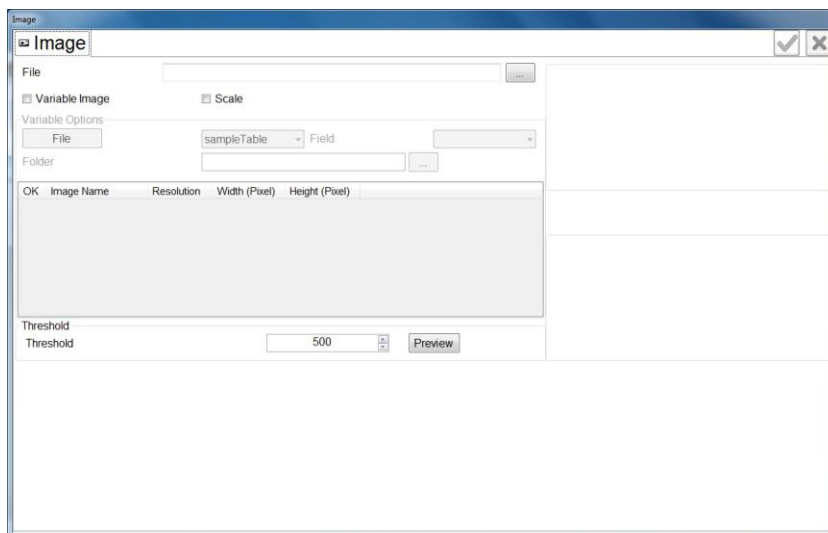 Image
Image
File ...
Variable Image Scale
Variable Options
File sampleTable Field
Folder ...
OK Image Name Resolution Width (Pixel) Height (Pixel)
Threshold
Threshold 500 Preview